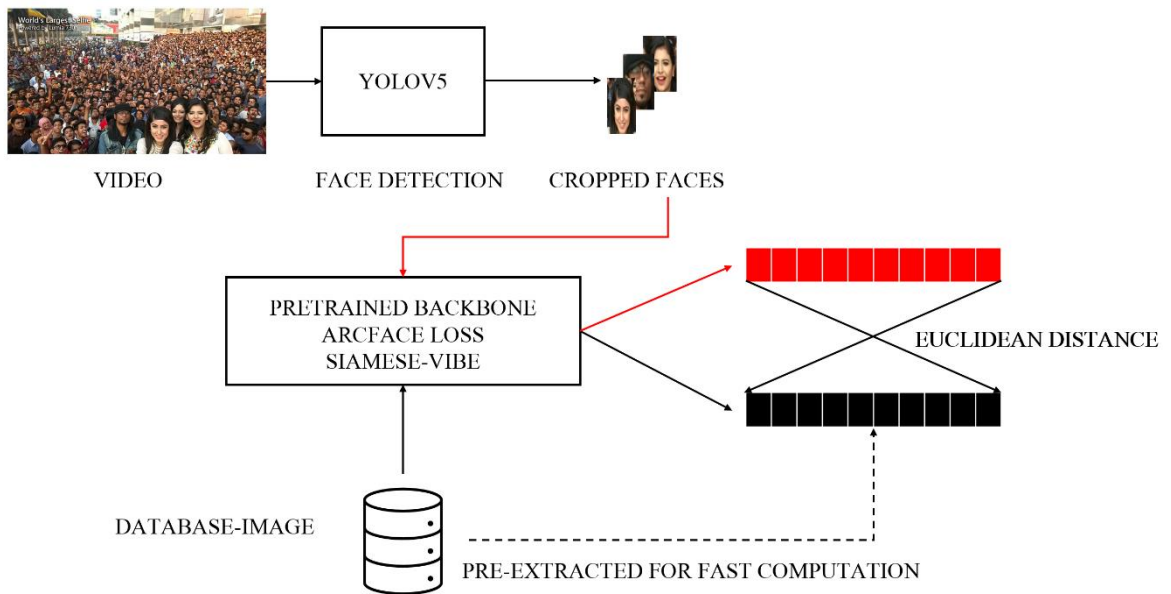 World's Largest Selfie
YOLOV5
VIDEO
FACE DETECTION
CROPPED FACES
PRETRAINED BACKBONE
ARCFACE LOSS
SIAMESE-VIBE
EUCLIDEAN DISTANCE
DATABASE-IMAGE
PRE-EXTRACTED FOR FAST COMPUTATION